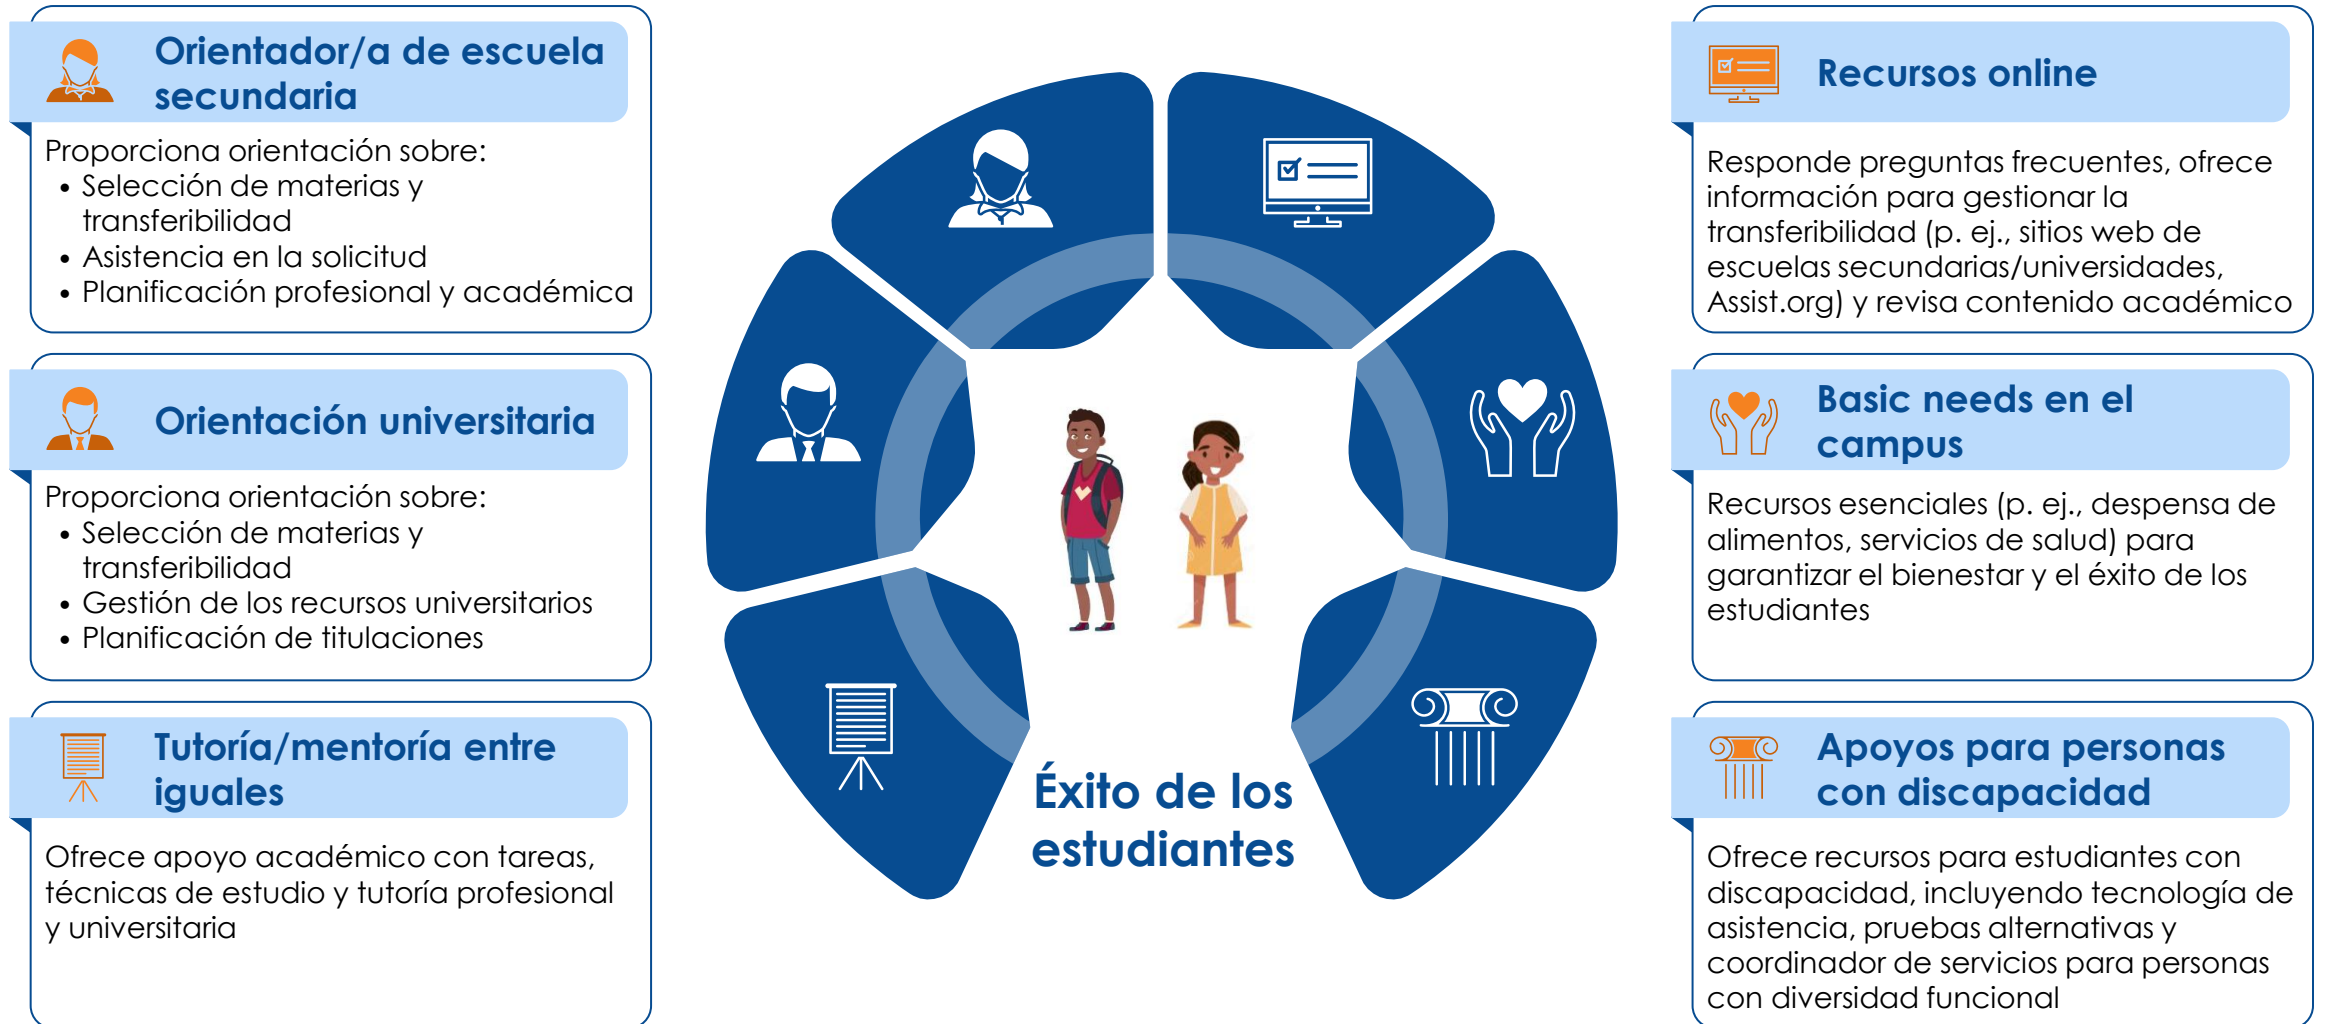 Orientador/a de escuela
secundaria
Proporciona orientación sobre:
• Selección de materias y
transferibilidad
• Asistencia en la solicitud
• Planificación profesional y académica
Orientación universitaria
Proporciona orientación sobre:
• Selección de materias y
transferibilidad
• Gestión de los recursos universitarios
• Planificación de titulaciones
Tutoría/mentoría entre
iguales
Ofrece apoyo académico con tareas,
técnicas de estudio y tutoría profesional
y universitaria
Éxito de los
estudiantes
Recursos online
Responde preguntas frecuentes, ofrece
información para gestionar la
transferibilidad (p. ej., sitios web de
escuelas secundarias/universidades,
Assist.org) y revisa contenido académico
Basic needs en el
campus
Recursos esenciales (p. ej., despensa de
alimentos, servicios de salud) para
garantizar el bienestar y el éxito de los
estudiantes
Apoyos para personas
con discapacidad
Ofrece recursos para estudiantes con
discapacidad, incluyendo tecnología de
asistencia, pruebas alternativas y
coordinador de servicios para personas
con diversidad funcional